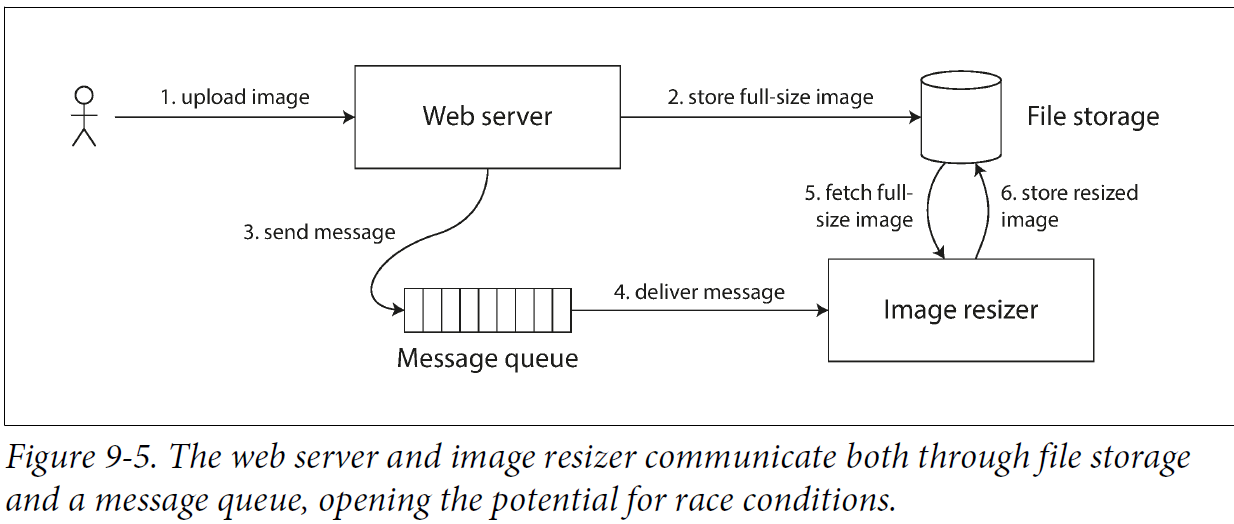 1. upload image
Web server
2. store full-size image
File storage
3. send message
Message queue
4. deliver message
5. fetch full-
size image
6. store resized
image
Image resizer
Figure 9-5. The web server and image resizer communicate both through file storage
and a message queue, opening the potential for race conditions.